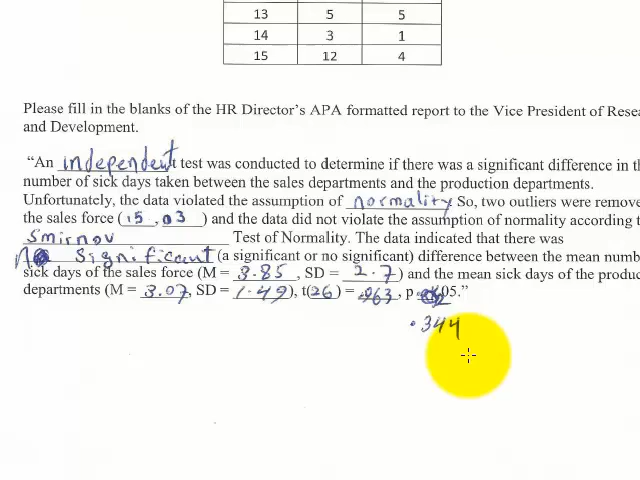 13 5 5
14 3 1
15 12 4
Please fill in the blanks of the HR Director's APA formatted report to the Vice President of Resea
and Development.
"An independent t test was conducted to determine if there was a significant difference in th
number of sick days taken between the sales departments and the production departments.
Unfortunately, the data violated the assumption of normality So, two outliers were remove
the sales force (15, 03) and the data did not violate the assumption of normality according t
Smirnov Test of Normality. The data indicated that there was
no significant (a significant or no significant) difference between the mean numb
sick days of the sales force (M = 3.85, SD = 2.7) and the mean sick days of the produc
departments (M = 3.07, SD = 1.49), t(26) = .963, p .05."
.344